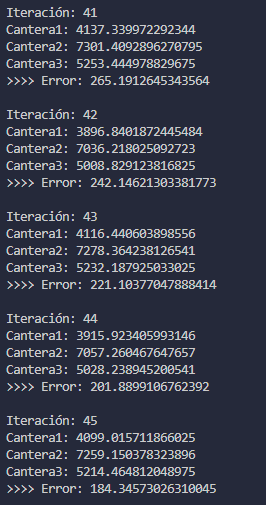 Iteración: 41
Cantera1: 4137.339972292344
Cantera2: 7301.4092896270795
Cantera3: 5253.444978829675
>>>> Error: 265.1912645343564
Iteración: 42
Cantera1: 3896.8401872445484
Cantera2: 7036.218025092723
Cantera3: 5008.829123816825
>>>> Error: 242.14621303381773
Iteración: 43
Cantera1: 4116.440603898556
Cantera2: 7278.364238126541
Cantera3: 5232.187925033025
>>>> Error: 221.10377047888414
Iteración: 44
Cantera1: 3915.923405993146
Cantera2: 7057.260467647657
Cantera3: 5028.238945200541
>>>> Error: 201.8899106762392
Iteración: 45
Cantera1: 4099.015711866025
Cantera2: 7259.150378323896
Cantera3: 5214.464812048975
>>>> Error: 184.34573026310045